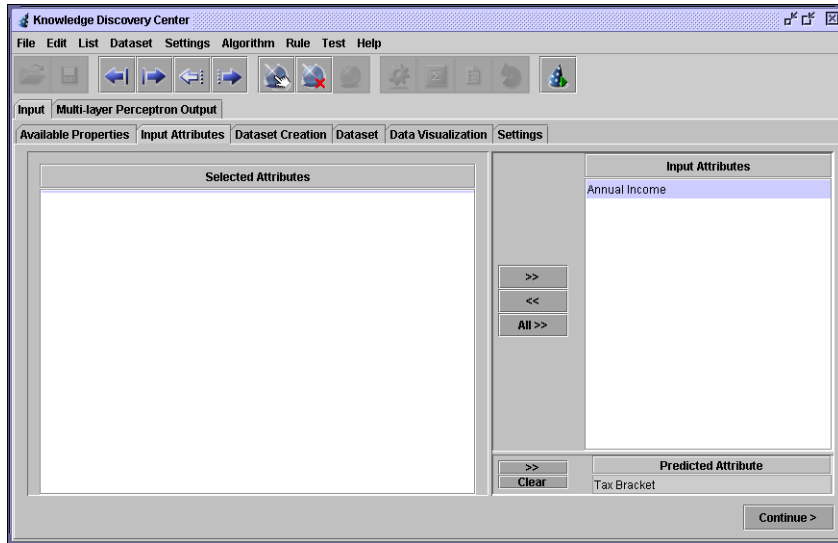 Knowledge Discovery Center
File Edit List Dataset Settings Algorithm Rule Test Help
Input Multi-layer Perceptron Output
Available Properties Input Attributes Dataset Creation Dataset Data Visualization Settings
Selected Attributes
Input Attributes
Annual Income
>>
<<
All >>
>>
Clear
Predicted Attribute
Tax Bracket
Continue >